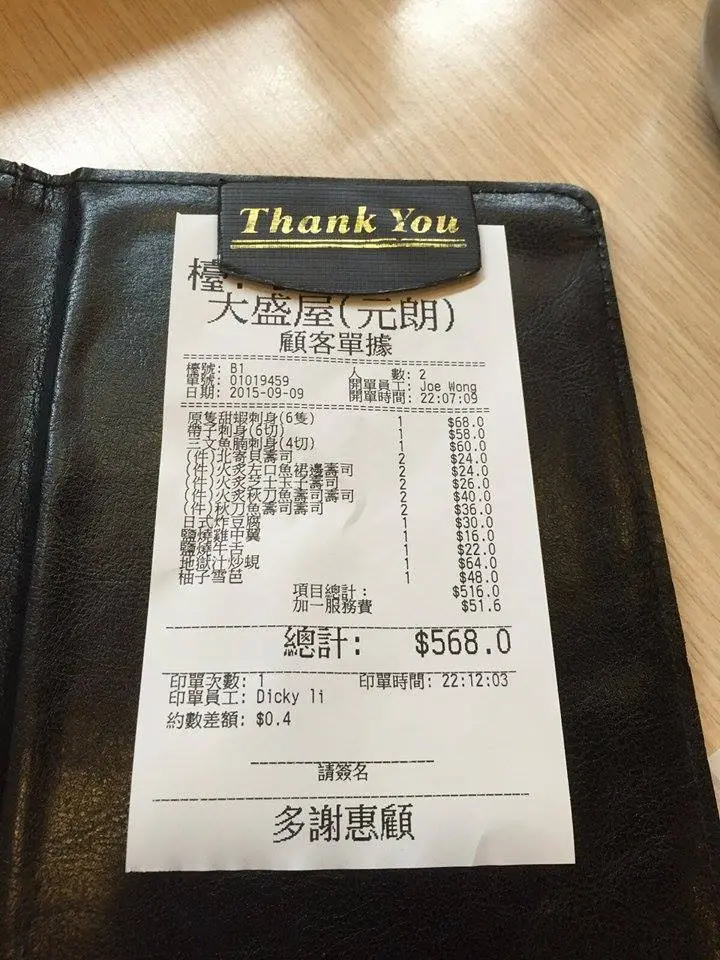 Thank You
檯:
大盛屋(元朗)
顧客單據
檯號: B1 人 數: 2
單號: 01019459 開單員工: Joe Wong
日期: 2015-09-09 開單時間: 22:07:09
原隻甜蝦刺身(6隻) 1 $68.0
帶子刺身(6切) 1 $58.0
三文魚腩刺身(4切) 1 $60.0
(件)北寄貝壽司 2 $24.0
(件)火炙左口魚裙邊壽司 2 $24.0
(件)火炙芝士玉子壽司 2 $26.0
(件)火炙秋刀魚壽司壽司 2 $40.0
(件)秋刀魚壽司壽司 2 $36.0
日式炸豆腐 1 $30.0
鹽燒雞中翼 1 $16.0
鹽燒牛舌 1 $22.0
地獄汁炒蜆 1 $64.0
柚子雪芭 1 $48.0
項目總計: $516.0
加一服務費 $51.6
總計: $568.0
印單次數: 1 印單時間: 22:12:03
印單員工: Dicky li
約數差額: $0.4
請簽名
多謝惠顧